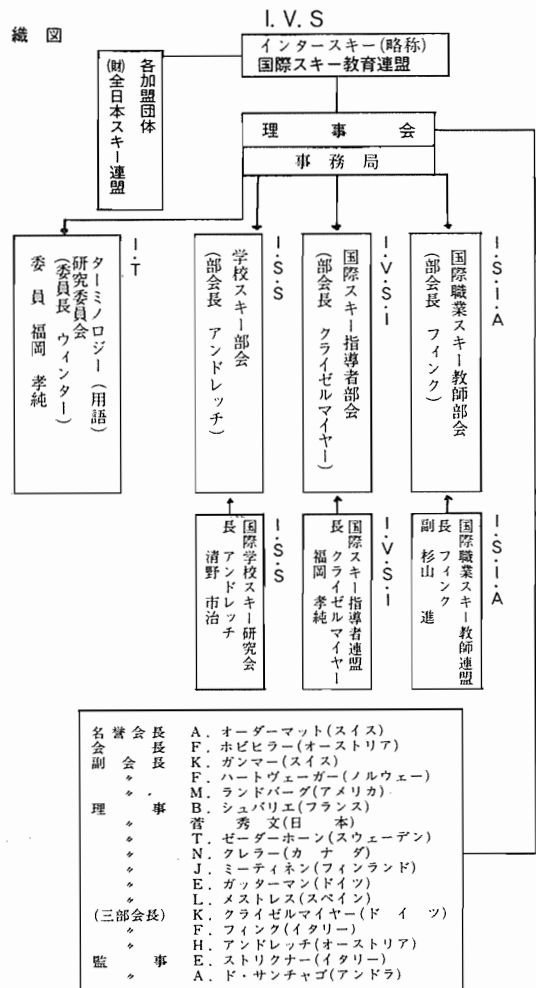 織図
I.V.S
インタースキー(略称)
国際スキー教育連盟
各加盟団体
(財)全日本スキー連盟
理事会
事務局
I・S・I・A
国際職業スキー教師部会
(部会長 フィンク)
I・V・S・I
国際スキー指導者部会
(部会長 クライゼルマイヤー)
I・S・S
学校スキー部会
(部会長 アンドレッチ)
I・T
ターミノロジー(用語)
研究委員会
(委員長 ウィンター)
委員 福岡孝純
I・S・I・A
国際職業スキー教師連盟
長 フィンク
副 杉山 進
I・V・S・I
国際スキー指導者連盟
長 クライゼルマイヤー
福岡孝純
I・S・S
国際学校スキー研究会
長 アンドレッチ
清野市治
名誉会長 A.オーダーマット(スイス)
会長 F.ホビヒラー(オーストリア)
副会長 K.ガンマー(スイス)
〃 F.ハートヴェーガー(ノルウェー)
〃 M.ランドバーグ(アメリカ)
理事 B.シュバリエ(フランス)
〃 菅 秀文(日本)
〃 T.ゼーダーホーン(スウェーデン)
〃 N.クレラー(カナダ)
〃 J.ミーティネン(フィンランド)
〃 E.ガッターマン(ドイツ)
〃 L.メストレス(スペイン)
(三部会長) K.クライゼルマイヤー(ドイツ)
〃 F.フィンク(イタリー)
〃 H.アンドレッチ(オーストリア)
監事 E.ストリクナー(イタリー)
〃 A.ド・サンチャゴ(アンドラ)